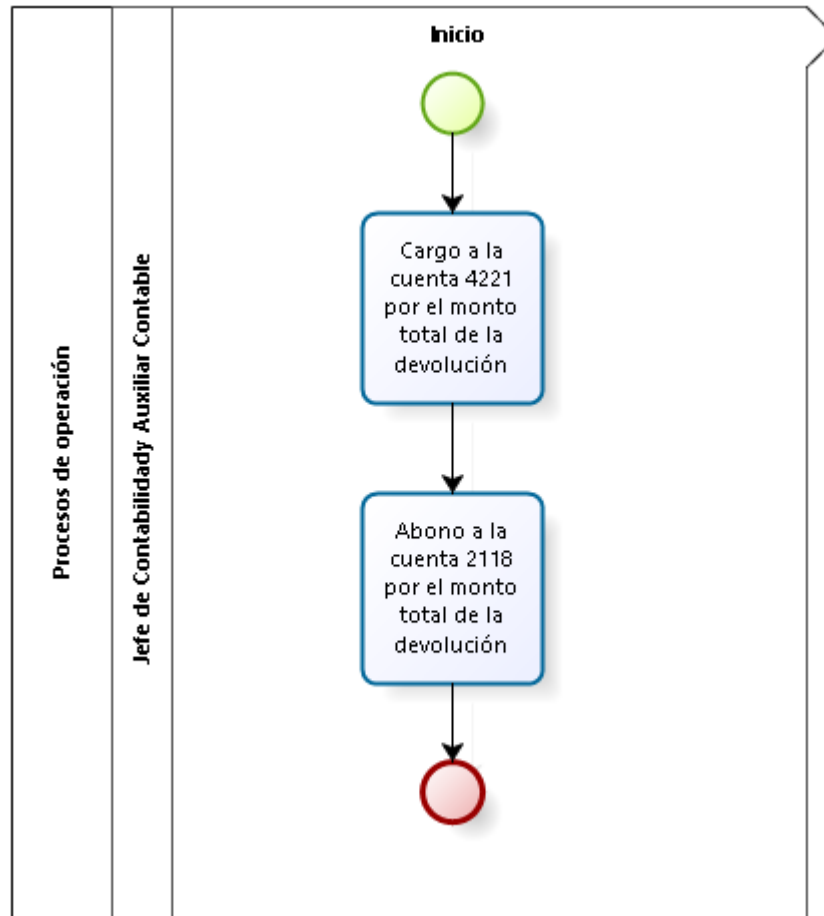 Inicio
Procesos de operación
Jefe de Contabilidady Auxiliar Contable
Cargo a la
cuenta 4221
por el monto
total de la
devolución
Abono a la
cuenta 2118
por el monto
total de la
devolución